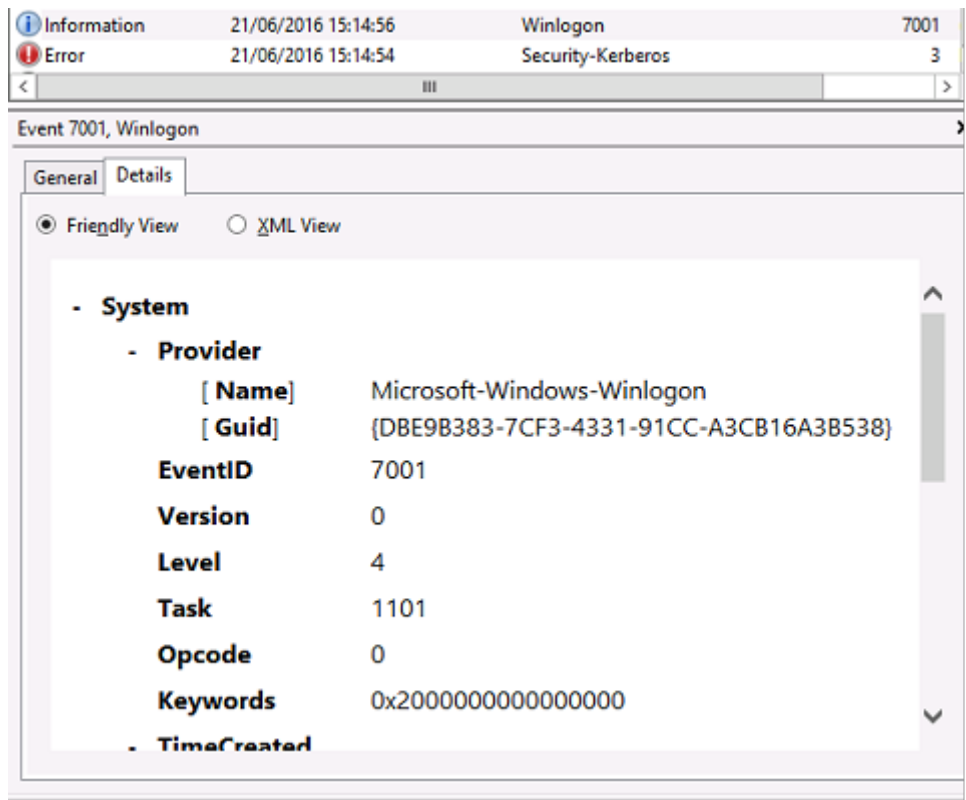 Information 21/06/2016 15:14:56 Winlogon 7001
Error 21/06/2016 15:14:54 Security-Kerberos 3
Event 7001, Winlogon
General Details
Friendly View XML View
- System
- Provider
[ Name] Microsoft-Windows-Winlogon
[ Guid] {DBE9B383-7CF3-4331-91CC-A3CB16A3B538}
EventID 7001
Version 0
Level 4
Task 1101
Opcode 0
Keywords 0x2000000000000000
- TimeCreated